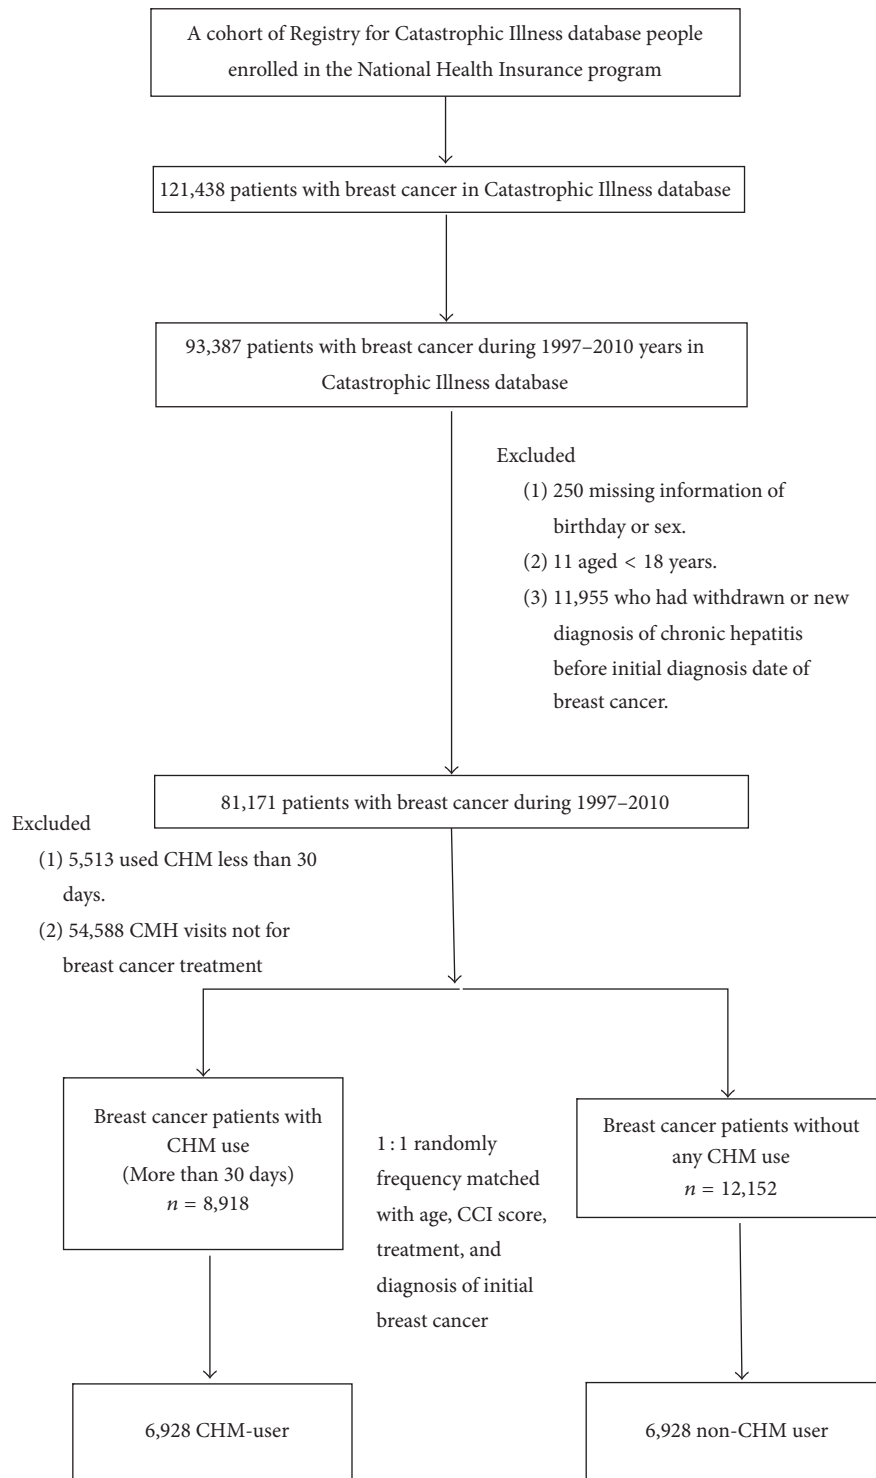 A cohort of Registry for Catastrophic Illness database people
enrolled in the National Health Insurance program
121,438 patients with breast cancer in Catastrophic Illness database
93,387 patients with breast cancer during 1997–2010 years in
Catastrophic Illness database
Excluded
(1) 250 missing information of
birthday or sex.
(2) 11 aged < 18 years.
(3) 11,955 who had withdrawn or new
diagnosis of chronic hepatitis
before initial diagnosis date of
breast cancer.
81,171 patients with breast cancer during 1997–2010
Excluded
(1) 5,513 used CHM less than 30
days.
(2) 54,588 CMH visits not for
breast cancer treatment
Breast cancer patients with
CHM use
(More than 30 days)
n = 8,918
1 : 1 randomly
frequency matched
with age, CCI score,
treatment, and
diagnosis of initial
breast cancer
Breast cancer patients without
any CHM use
n = 12,152
6,928 CHM-user
6,928 non-CHM user